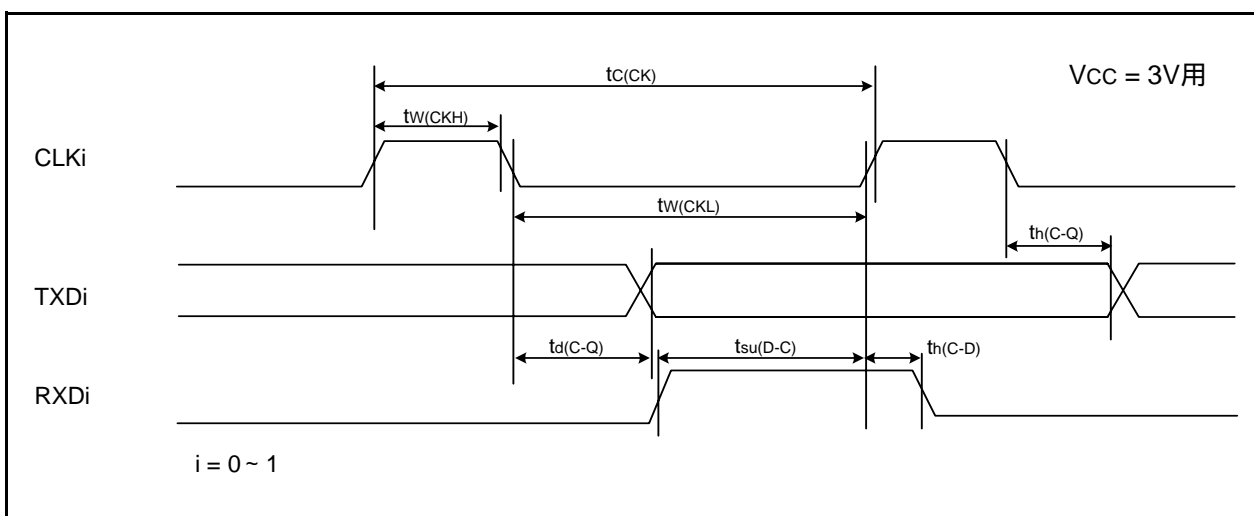 tC(CK)
VCC = 3V用
tW(CKH)
CLKi
tW(CKL)
th(C-Q)
TXDi
td(C-Q)
tsu(D-C)
th(C-D)
RXDi
i = 0 ~ 1